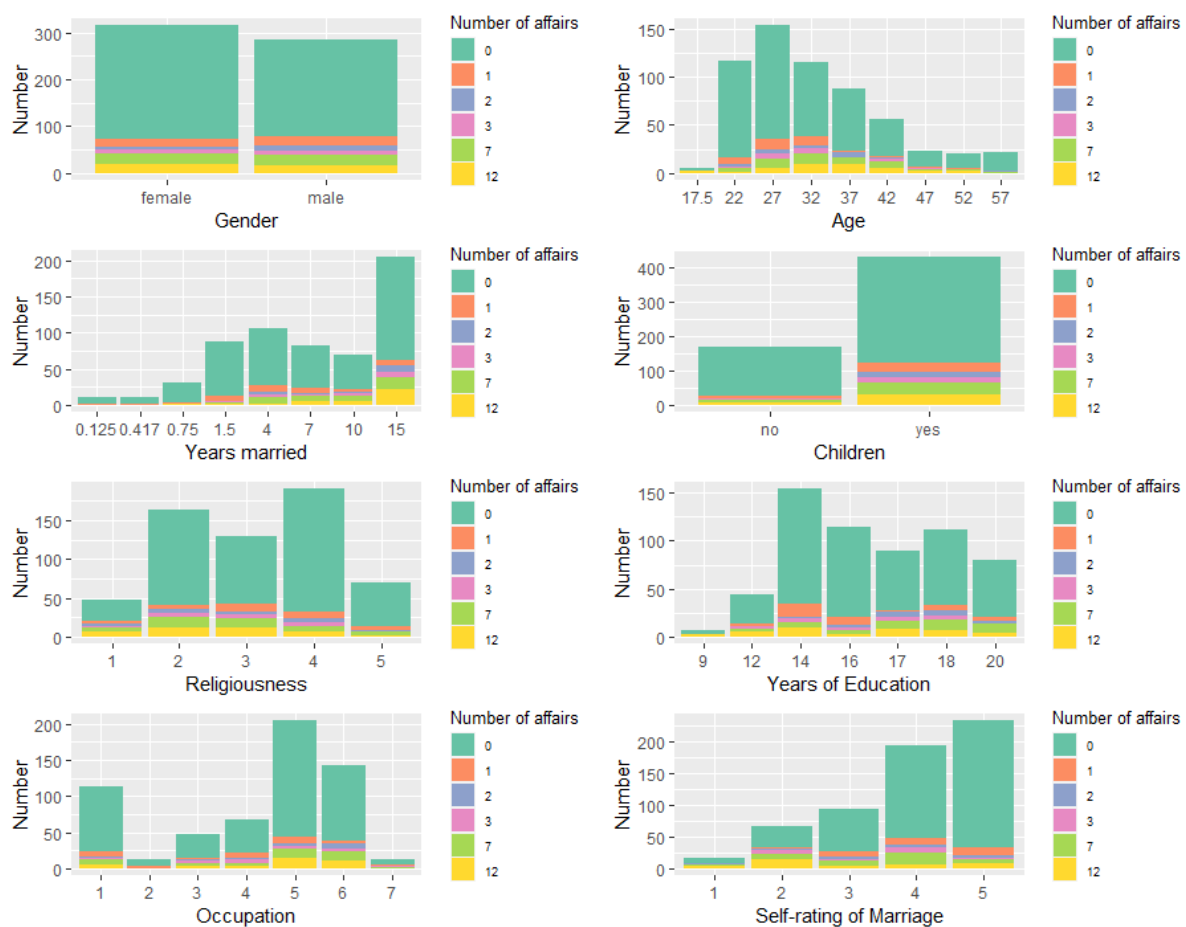 Number of affairs
Number
300
200
100
0
0
1
2
3
7
12
female male
Gender
Number of affairs
Number
150
100
50
0
0
1
2
3
7
12
17.5 22 27 32 37 42 47 52 57
Age
Number of affairs
Number
200
150
100
50
0
0
1
2
3
7
12
0.125 0.417 0.75 1.5 4 7 10 15
Years married
Number of affairs
Number
400
300
200
100
0
0
1
2
3
7
12
no yes
Children
Number of affairs
Number
150
100
50
0
0
1
2
3
7
12
1 2 3 4 5
Religiousness
Number of affairs
Number
150
100
50
0
0
1
2
3
7
12
9 12 14 16 17 18 20
Years of Education
Number of affairs
Number
200
150
100
50
0
0
1
2
3
7
12
1 2 3 4 5 6 7
Occupation
Number of affairs
Number
200
150
100
50
0
0
1
2
3
7
12
1 2 3 4 5
Self-rating of Marriage